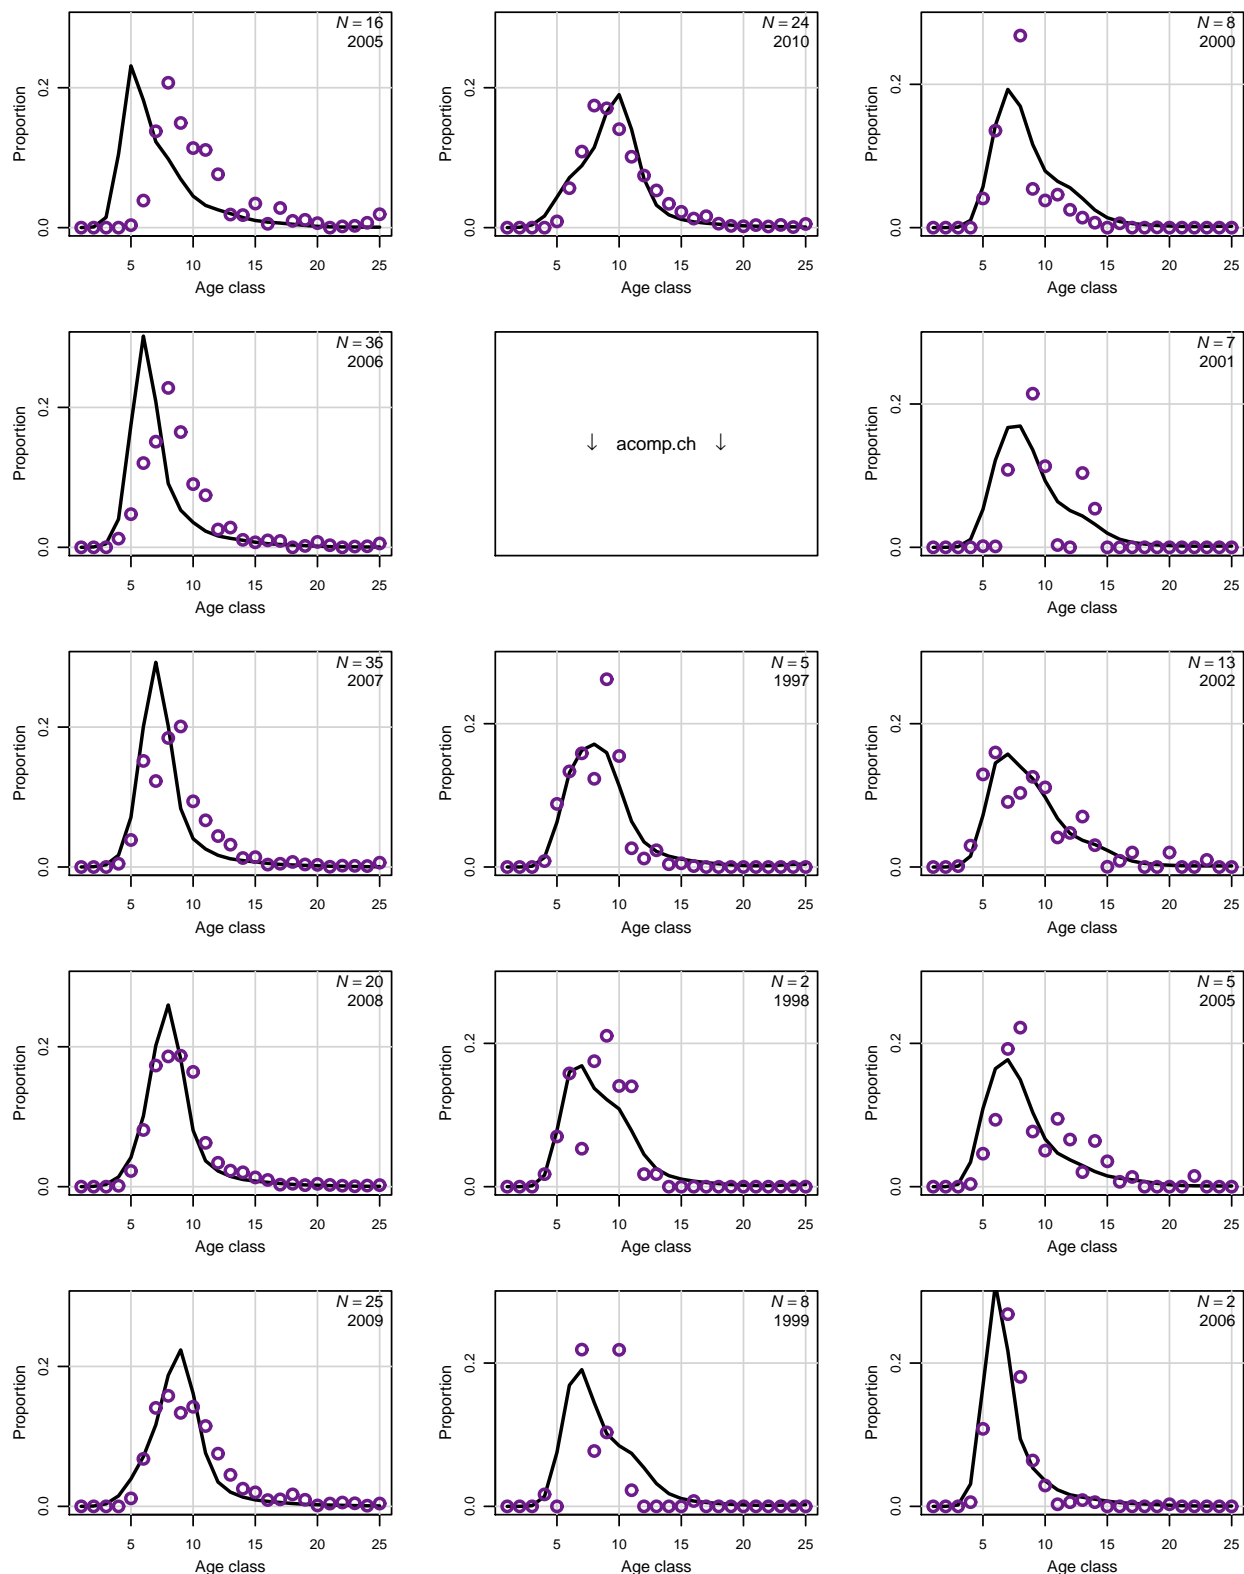 N = 16
2005
Proportion
0.2
0.0
5 10 15 20 25
Age class
N = 36
2006
Proportion
0.2
0.0
5 10 15 20 25
Age class
N = 35
2007
Proportion
0.2
0.0
5 10 15 20 25
Age class
N = 20
2008
Proportion
0.2
0.0
5 10 15 20 25
Age class
N = 25
2009
Proportion
0.2
0.0
5 10 15 20 25
Age class
N = 24
2010
Proportion
0.2
0.0
5 10 15 20 25
Age class
↓ acomp.ch ↓
N = 5
1997
Proportion
0.2
0.0
5 10 15 20 25
Age class
N = 2
1998
Proportion
0.2
0.0
5 10 15 20 25
Age class
N = 8
1999
Proportion
0.2
0.0
5 10 15 20 25
Age class
N = 8
2000
Proportion
0.2
0.0
5 10 15 20 25
Age class
N = 7
2001
Proportion
0.2
0.0
5 10 15 20 25
Age class
N = 13
2002
Proportion
0.2
0.0
5 10 15 20 25
Age class
N = 5
2005
Proportion
0.2
0.0
5 10 15 20 25
Age class
N = 2
2006
Proportion
0.2
0.0
5 10 15 20 25
Age class